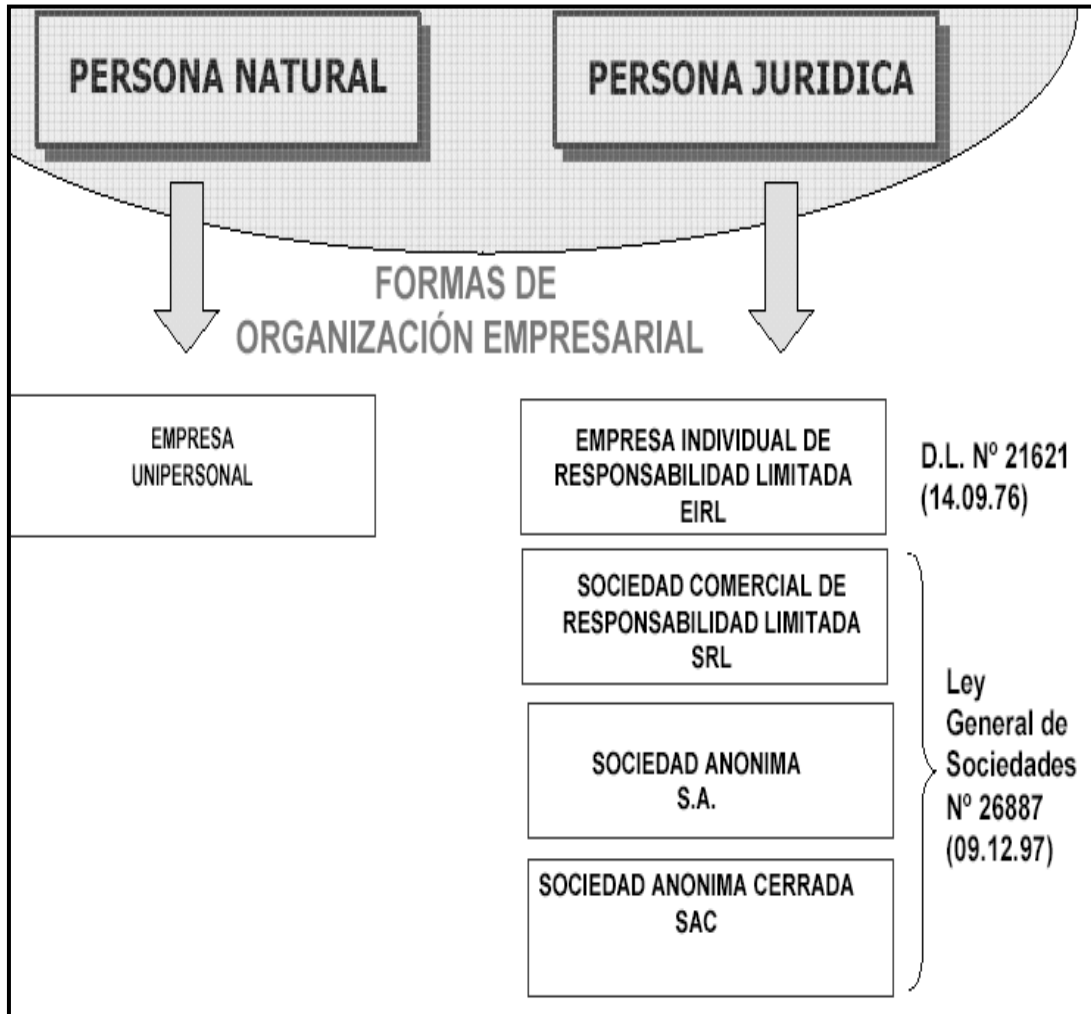 PERSONA NATURAL
PERSONA JURIDICA
FORMAS DE
ORGANIZACIÓN EMPRESARIAL
EMPRESA
UNIPERSONAL
EMPRESA INDIVIDUAL DE
RESPONSABILIDAD LIMITADA
EIRL
D.L. Nº 21621
(14.09.76)
SOCIEDAD COMERCIAL DE
RESPONSABILIDAD LIMITADA
SRL
SOCIEDAD ANONIMA
S.A.
SOCIEDAD ANONIMA CERRADA
SAC
Ley
General de
Sociedades
Nº 26887
(09.12.97)